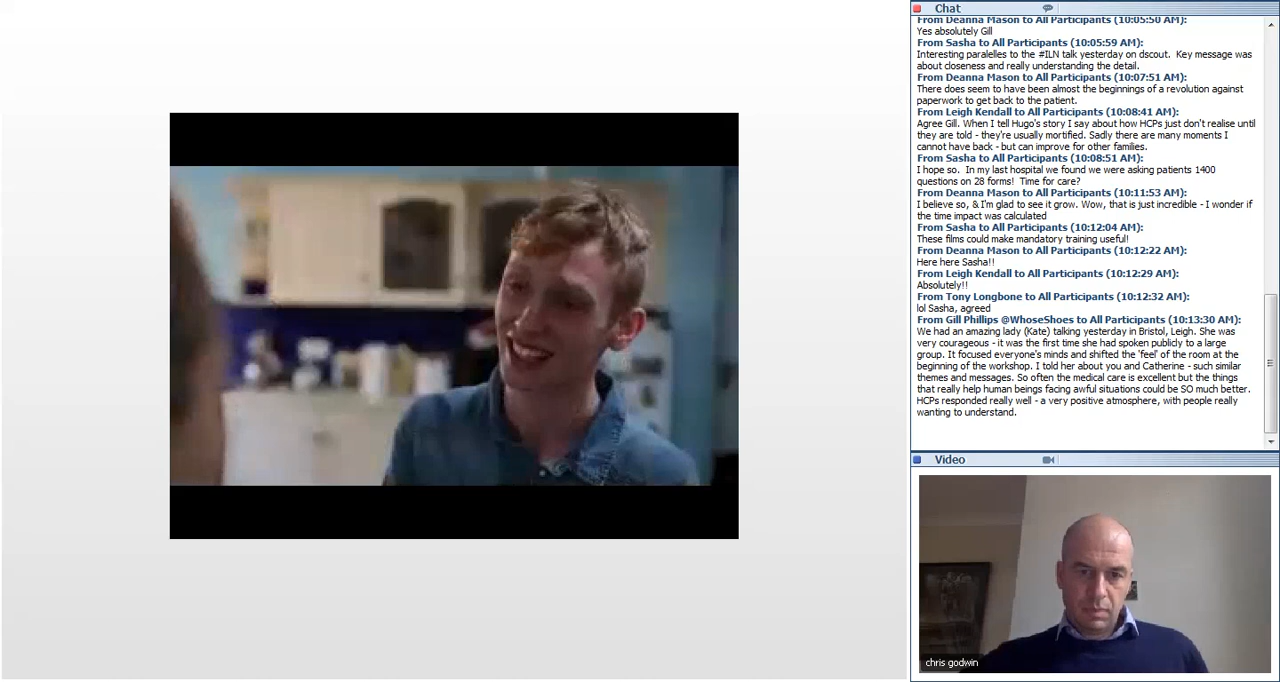 Chat
From Deanna Mason to All Participants (10:05:50 AM):
Yes absolutely Gill
From Sasha to All Participants (10:05:59 AM):
Interesting paralelles to the #ILN talk yesterday on dscout.  Key message was
about closeness and really understanding the detail.
From Deanna Mason to All Participants (10:07:51 AM):
There does seem to have been almost the beginnings of a revolution against
paperwork to get back to the patient.
From Leigh Kendall to All Participants (10:08:41 AM):
Agree Gill. When I tell Hugo's story I say about how HCPs just don't realise until
they are told - they're usually mortified. Sadly there are many moments I
cannot have back - but can improve for other families.
From Sasha to All Participants (10:08:51 AM):
I hope so.  In my last hospital we found we were asking patients 1400
questions on 28 forms!  Time for care?
From Deanna Mason to All Participants (10:11:53 AM):
I believe so, & I'm glad to see it grow. Wow, that is just incredible - I wonder if
the time impact was calculated
From Sasha to All Participants (10:12:04 AM):
These films could make mandatory training useful!
From Deanna Mason to All Participants (10:12:22 AM):
Here here Sasha!!
From Leigh Kendall to All Participants (10:12:29 AM):
Absolutely!!
From Tony Longbone to All Participants (10:12:32 AM):
lol Sasha, agreed
From Gill Phillips @WhoseShoes to All Participants (10:13:30 AM):
We had an amazing lady (Kate) talking yesterday in Bristol, Leigh. She was
very courageous - it was the first time she had spoken publicly to a large
group. It focused everyone's minds and shifted the 'feel' of the room at the
beginning of the workshop. I told her about you and Catherine - such similar
themes and messages. So often the medical care is excellent but the things
that really help human beings facing awful situations could be SO much better.
HCPs responded really well - a very positive atmosphere, with people really
wanting to understand.
Video
chris godwin